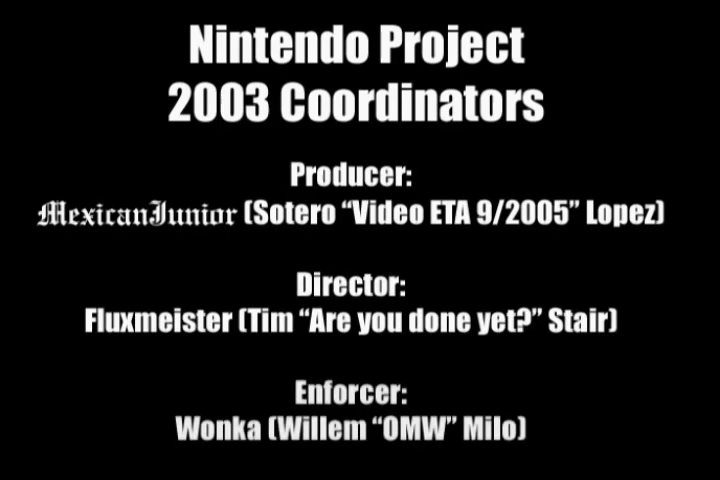 Nintendo Project
2003 Coordinators
Producer:
MexicanJunior (Sotero “Video ETA 9/2005” Lopez)
Director:
Fluxmeister (Tim “Are you done yet?” Stair)
Enforcer:
Wonka (Willem “OMW” Milo)